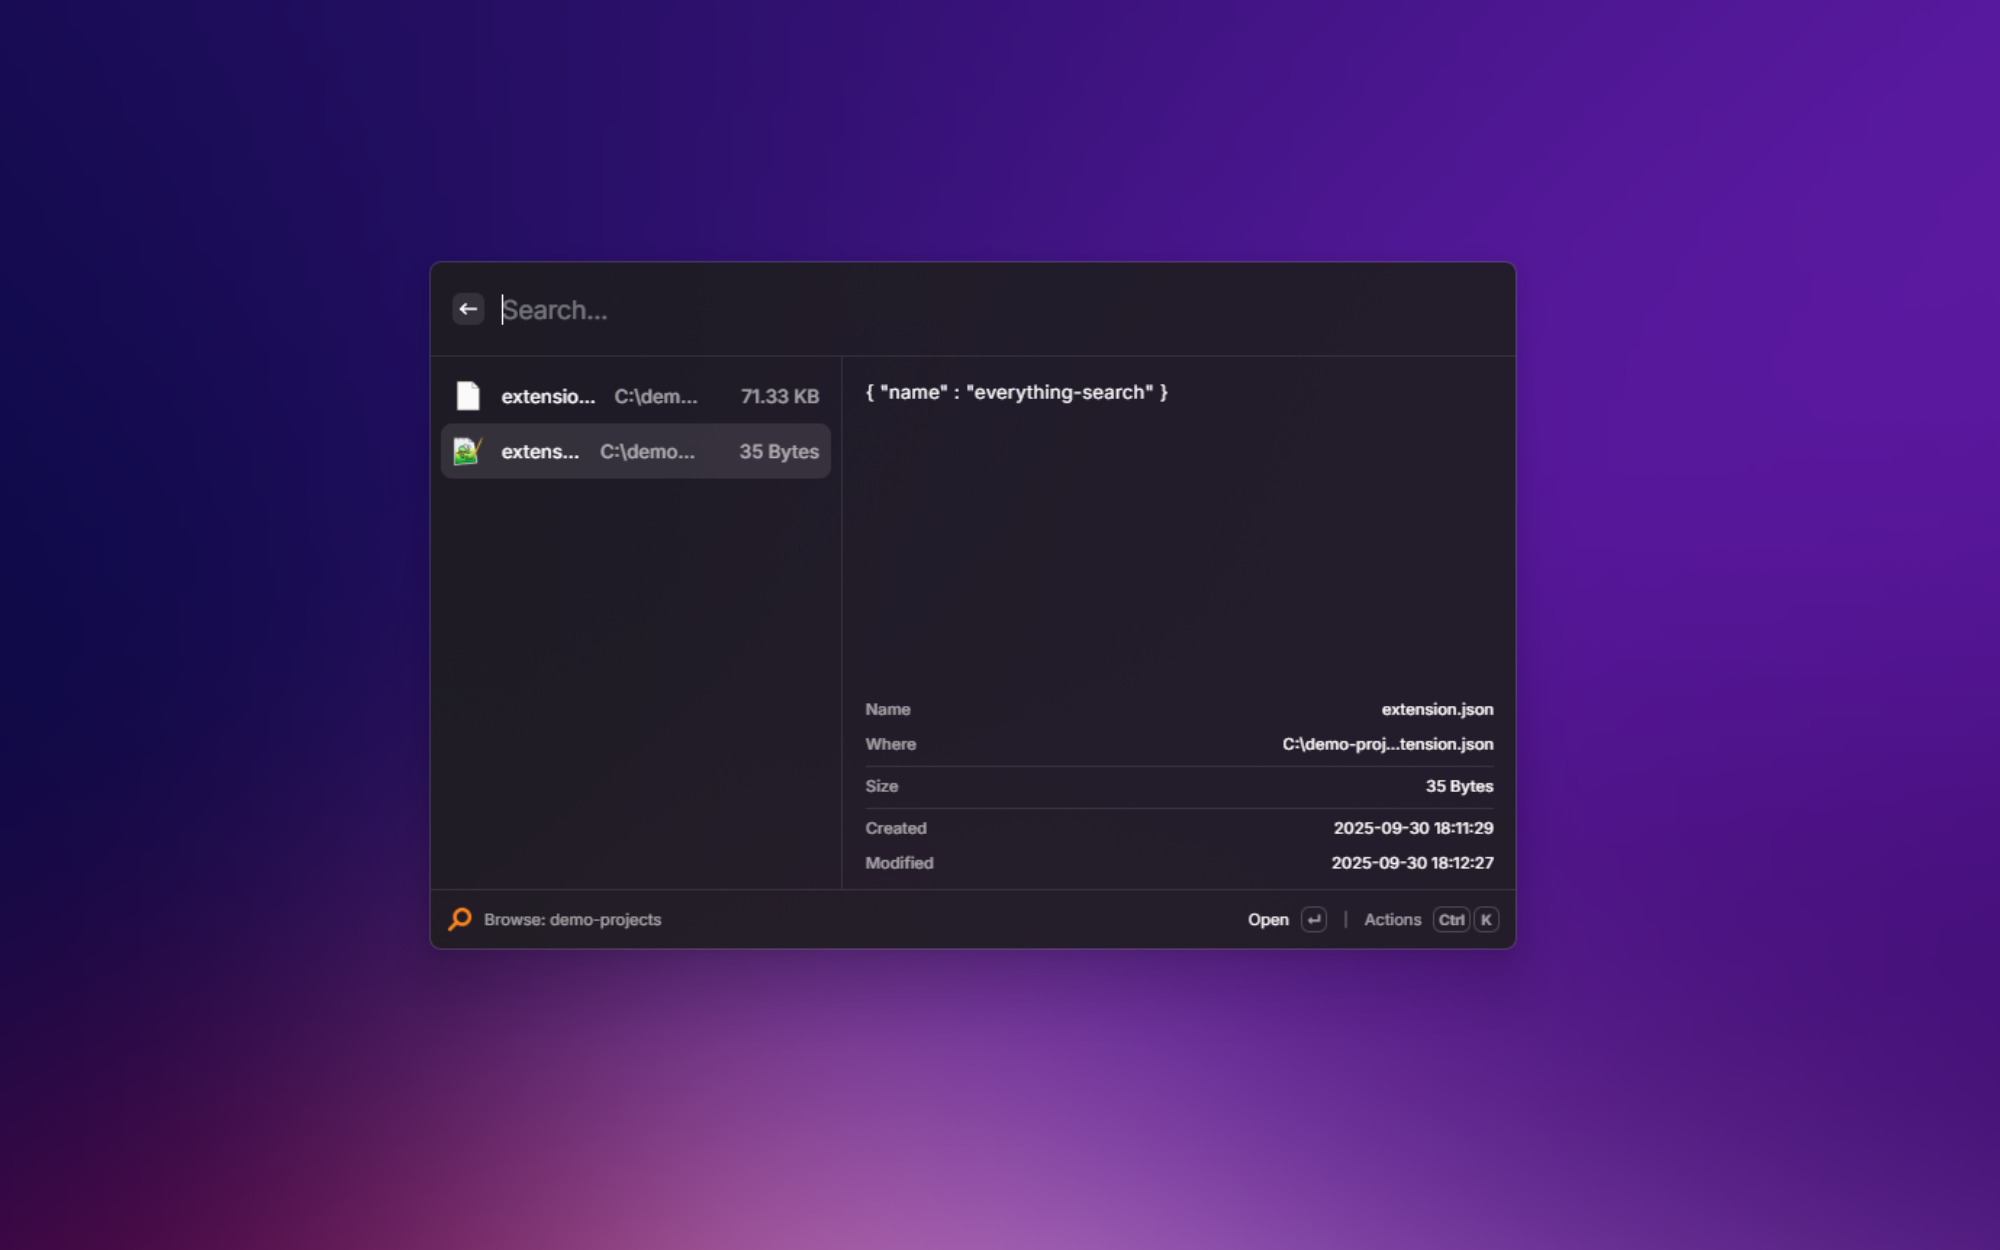 Search...
extensio... C:\dem... 71.33 KB
extens... C:\demo... 35 Bytes
{ "name" : "everything-search" }
Name extension.json
Where C:\demo-proj...tension.json
Size 35 Bytes
Created 2025-09-30 18:11:29
Modified 2025-09-30 18:12:27
Browse: demo-projects Open Actions Ctrl K